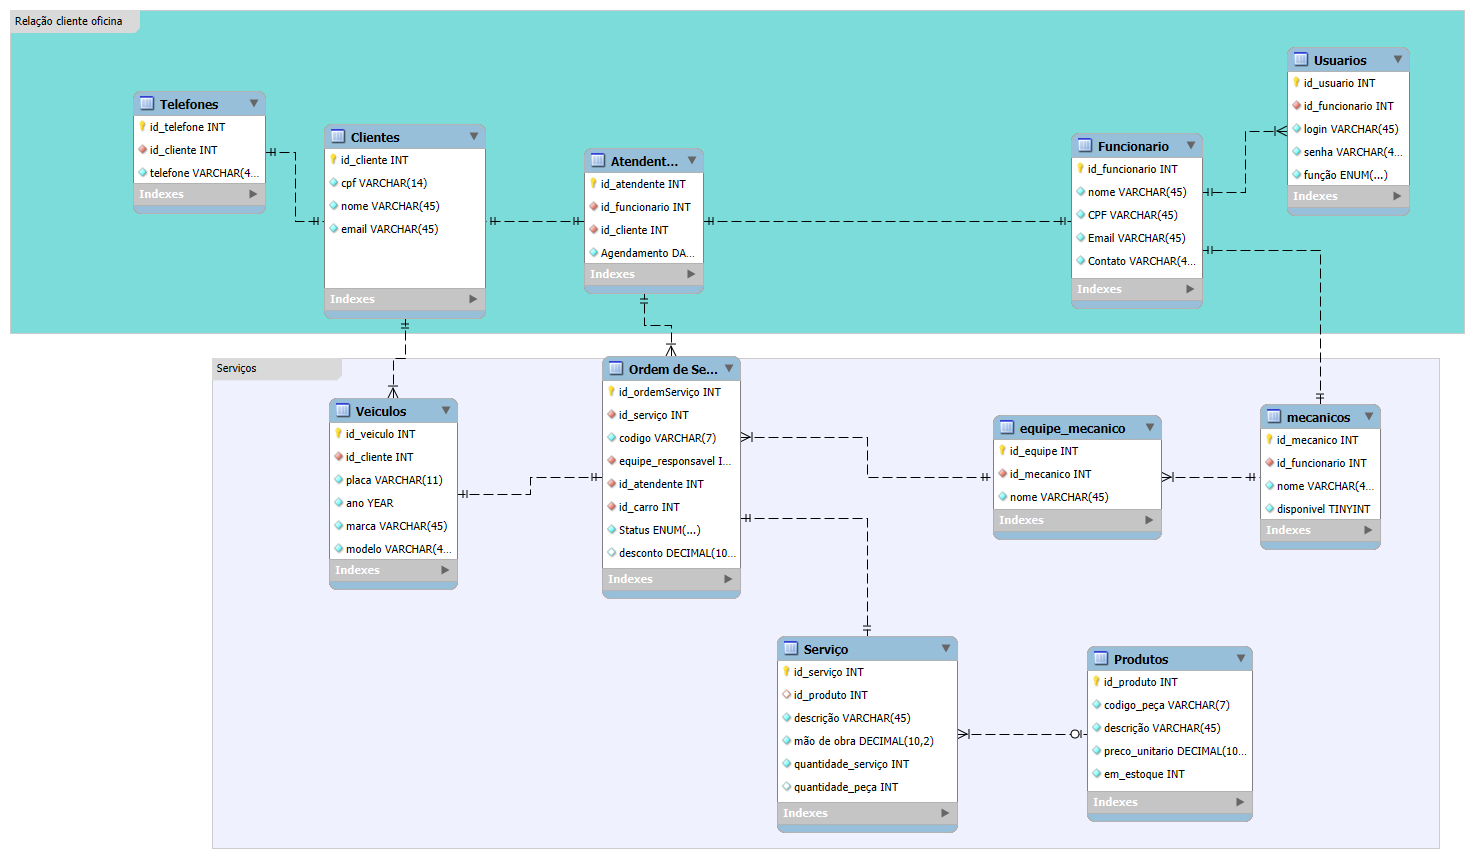 Relação cliente oficina
Telefones
id_telefone INT
id_cliente INT
telefone VARCHAR(4...
Indexes
Clientes
id_cliente INT
cpf VARCHAR(14)
nome VARCHAR(45)
email VARCHAR(45)
Indexes
Atendent...
id_atendente INT
id_funcionario INT
id_cliente INT
Agendamento DA...
Indexes
Funcionario
id_funcionario INT
nome VARCHAR(45)
CPF VARCHAR(45)
Email VARCHAR(45)
Contato VARCHAR(4...
Indexes
Usuarios
id_usuario INT
id_funcionario INT
login VARCHAR(45)
senha VARCHAR(4...
função ENUM(...)
Indexes
Serviços
Veiculos
id_veiculo INT
id_cliente INT
placa VARCHAR(11)
ano YEAR
marca VARCHAR(45)
modelo VARCHAR(4...
Indexes
Ordem de Se...
id_ordemServiço INT
id_serviço INT
codigo VARCHAR(7)
equipe_responsavel I...
id_atendente INT
id_carro INT
Status ENUM(...)
desconto DECIMAL(10...
Indexes
equipe_mecanico
id_equipe INT
id_mecanico INT
nome VARCHAR(45)
Indexes
mecanicos
id_mecanico INT
id_funcionario INT
nome VARCHAR(4...
disponivel TINYINT
Indexes
Serviço
id_serviço INT
id_produto INT
descrição VARCHAR(45)
mão de obra DECIMAL(10,2)
quantidade_serviço INT
quantidade_peça INT
Indexes
Produtos
id_produto INT
codigo_peça VARCHAR(7)
descrição VARCHAR(45)
preco_unitario DECIMAL(10...
em_estoque INT
Indexes